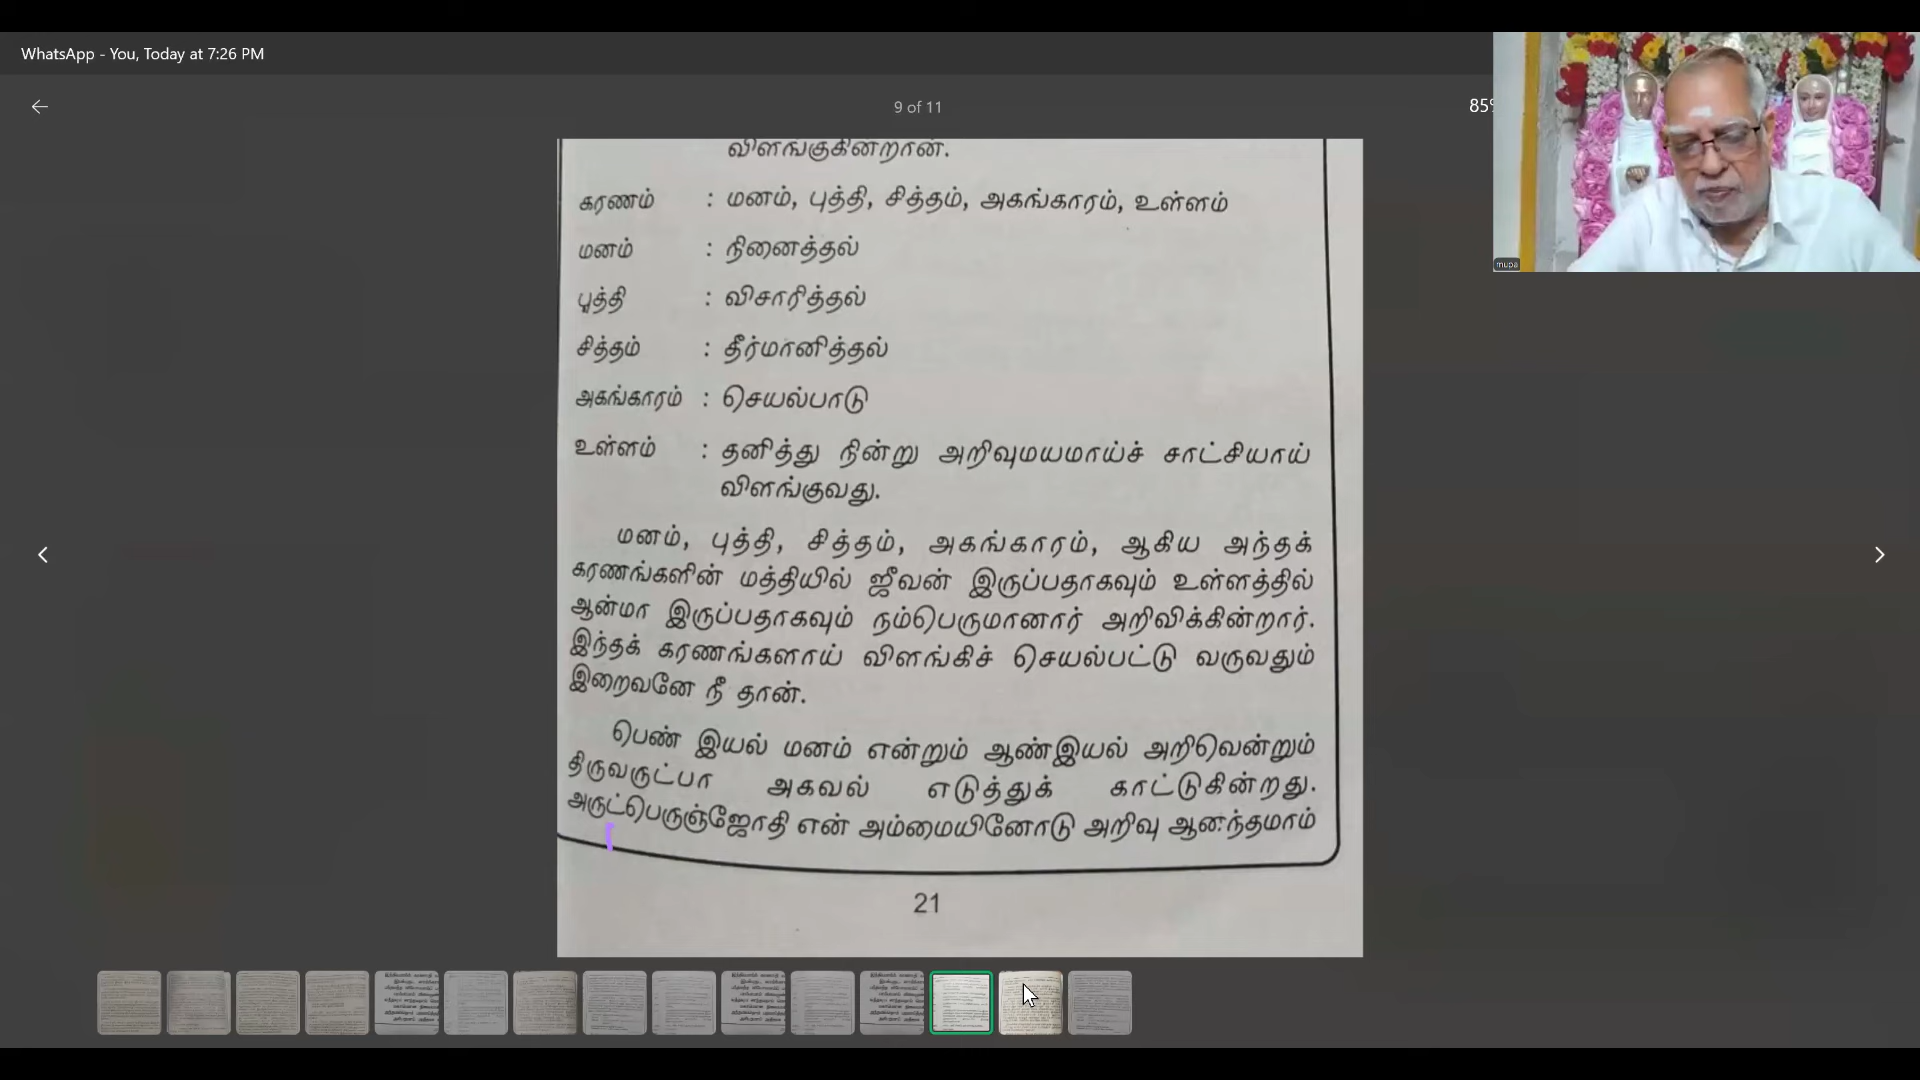 WhatsApp - You, Today at 7:26 PM
9 of 11
85%
mupa
விளங்குகின்றான்.
கரணம் : மனம், புத்தி, சித்தம், அகங்காரம், உள்ளம்
மனம் : நினைத்தல்
புத்தி : விசாரித்தல்
சித்தம் : தீர்மானித்தல்
அகங்காரம் : செயல்பாடு
உள்ளம் : தனித்து நின்று அறிவுமயமாய்ச் சாட்சியாய்
விளங்குவது.
மனம், புத்தி, சித்தம், அகங்காரம், ஆகிய அந்தக்
கரணங்களின் மத்தியில் ஜீவன் இருப்பதாகவும் உள்ளத்தில்
ஆன்மா இருப்பதாகவும் நம்பெருமானார் அறிவிக்கின்றார்.
இந்தக் கரணங்களாய் விளங்கிச் செயல்பட்டு வருவதும்
இறைவனே நீ தான்.
பெண் இயல் மனம் என்றும் ஆண்இயல் அறிவென்றும்
திருவருட்பா அகவல் எடுத்துக் காட்டுகின்றது.
அருட்பெருஞ்ஜோதி என் அம்மையினோடு அறிவு ஆனந்தமாம்
21